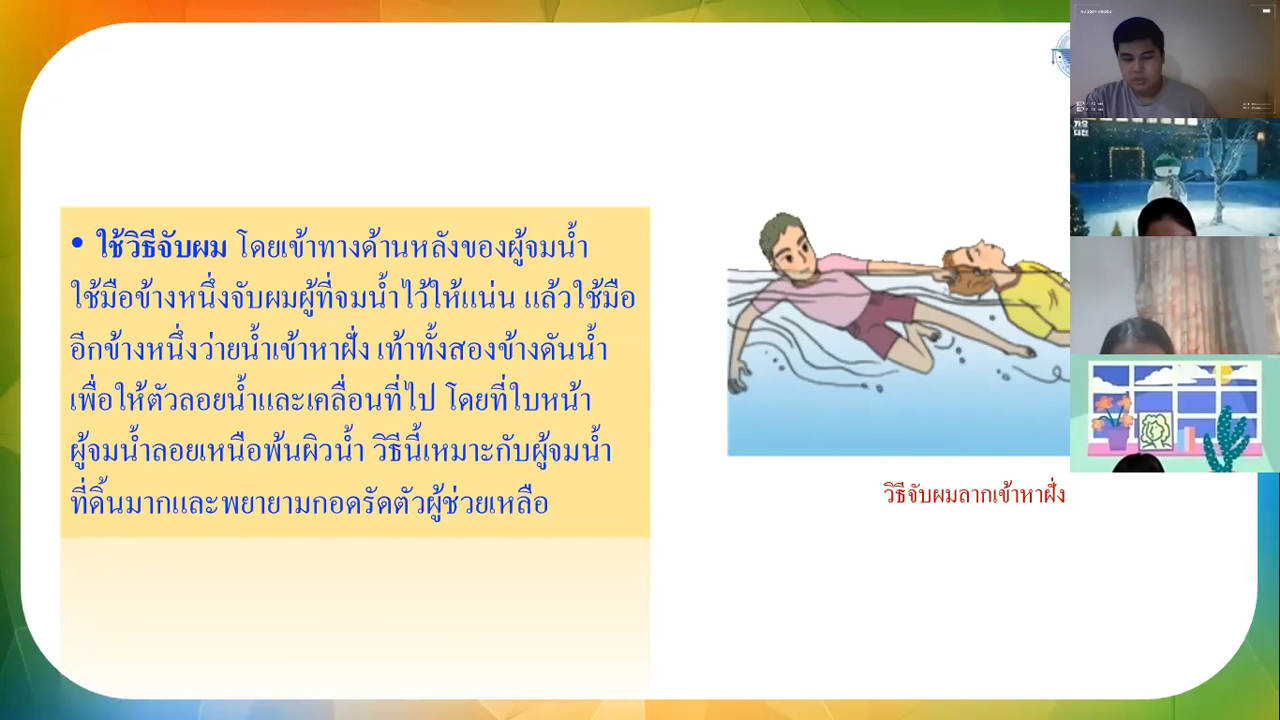 • ใช้วิธีจับผม โดยเข้าทางด้านหลังของผู้จมน้ำ
ใช้มือข้างหนึ่งจับผมผู้ที่จมน้ำไว้ให้แน่น แล้วใช้มือ
อีกข้างหนึ่งว่ายน้ำเข้าหาฝั่ง เท้าทั้งสองข้างดันน้ำ
เพื่อให้ตัวลอยน้ำและเคลื่อนที่ไป โดยที่ใบหน้า
ผู้จมน้ำลอยเหนือพ้นผิวน้ำ วิธีนี้เหมาะกับผู้จมน้ำ
ที่ดิ้นมากและพยายามกอดรัดตัวผู้ช่วยเหลือ
วิธีจับผมลากเข้าหาฝั่ง
가요
대전